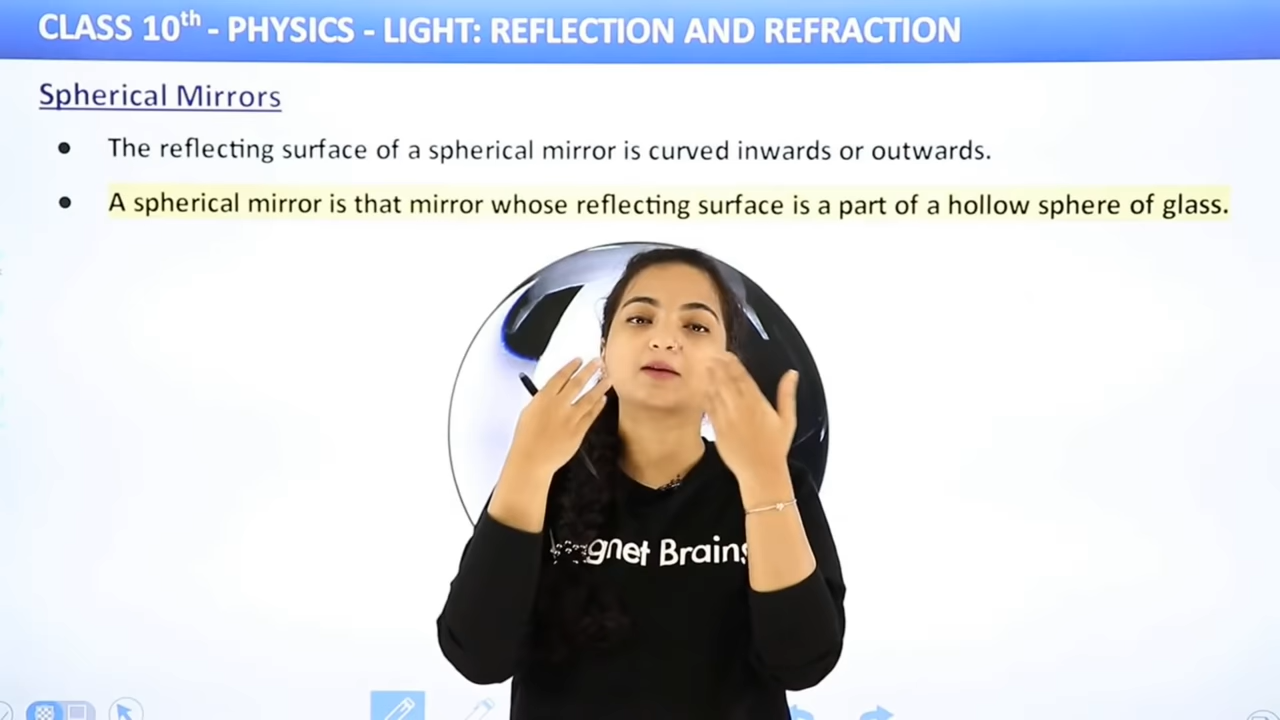 CLASS 10th - PHYSICS - LIGHT: REFLECTION AND REFRACTION
Spherical Mirrors
• The reflecting surface of a spherical mirror is curved inwards or outwards.
• A spherical mirror is that mirror whose reflecting surface is a part of a hollow sphere of glass.
Brains